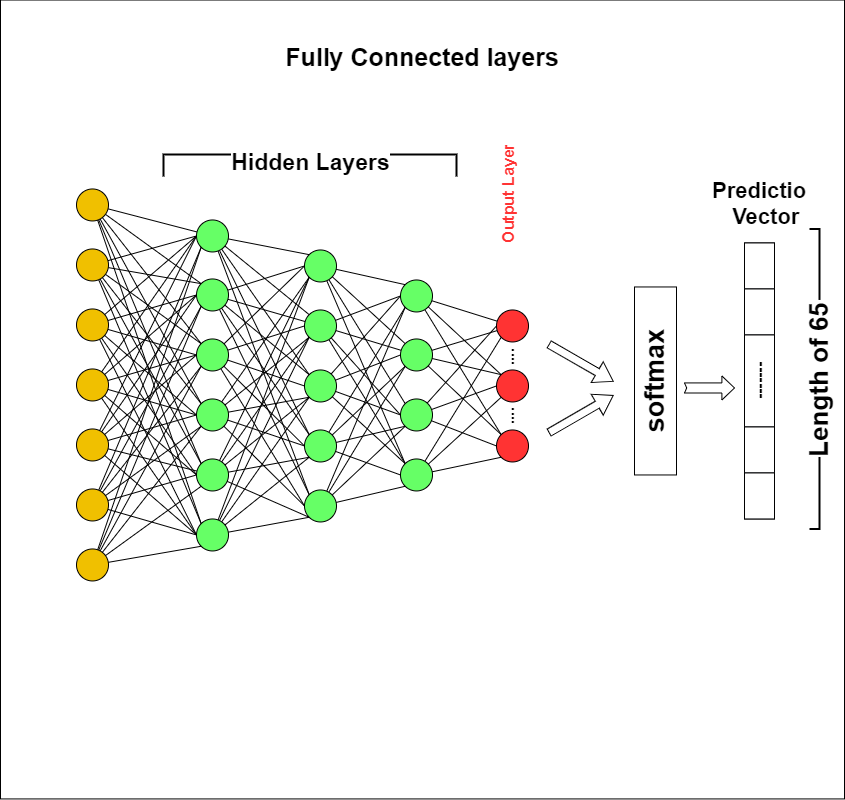 Fully Connected layers
Hidden Layers
Output Layer
softmax
Predictio
Vector
Length of 65